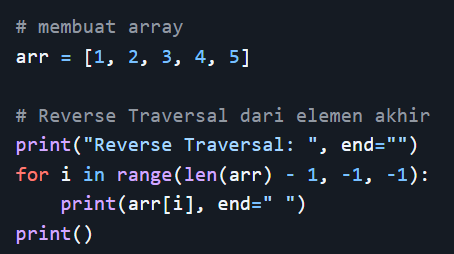 # membuat array
arr = [1, 2, 3, 4, 5]
# Reverse Traversal dari elemen akhir
print("Reverse Traversal: ", end="")
for i in range(len(arr) - 1, -1, -1):
    print(arr[i], end=" ")
print()